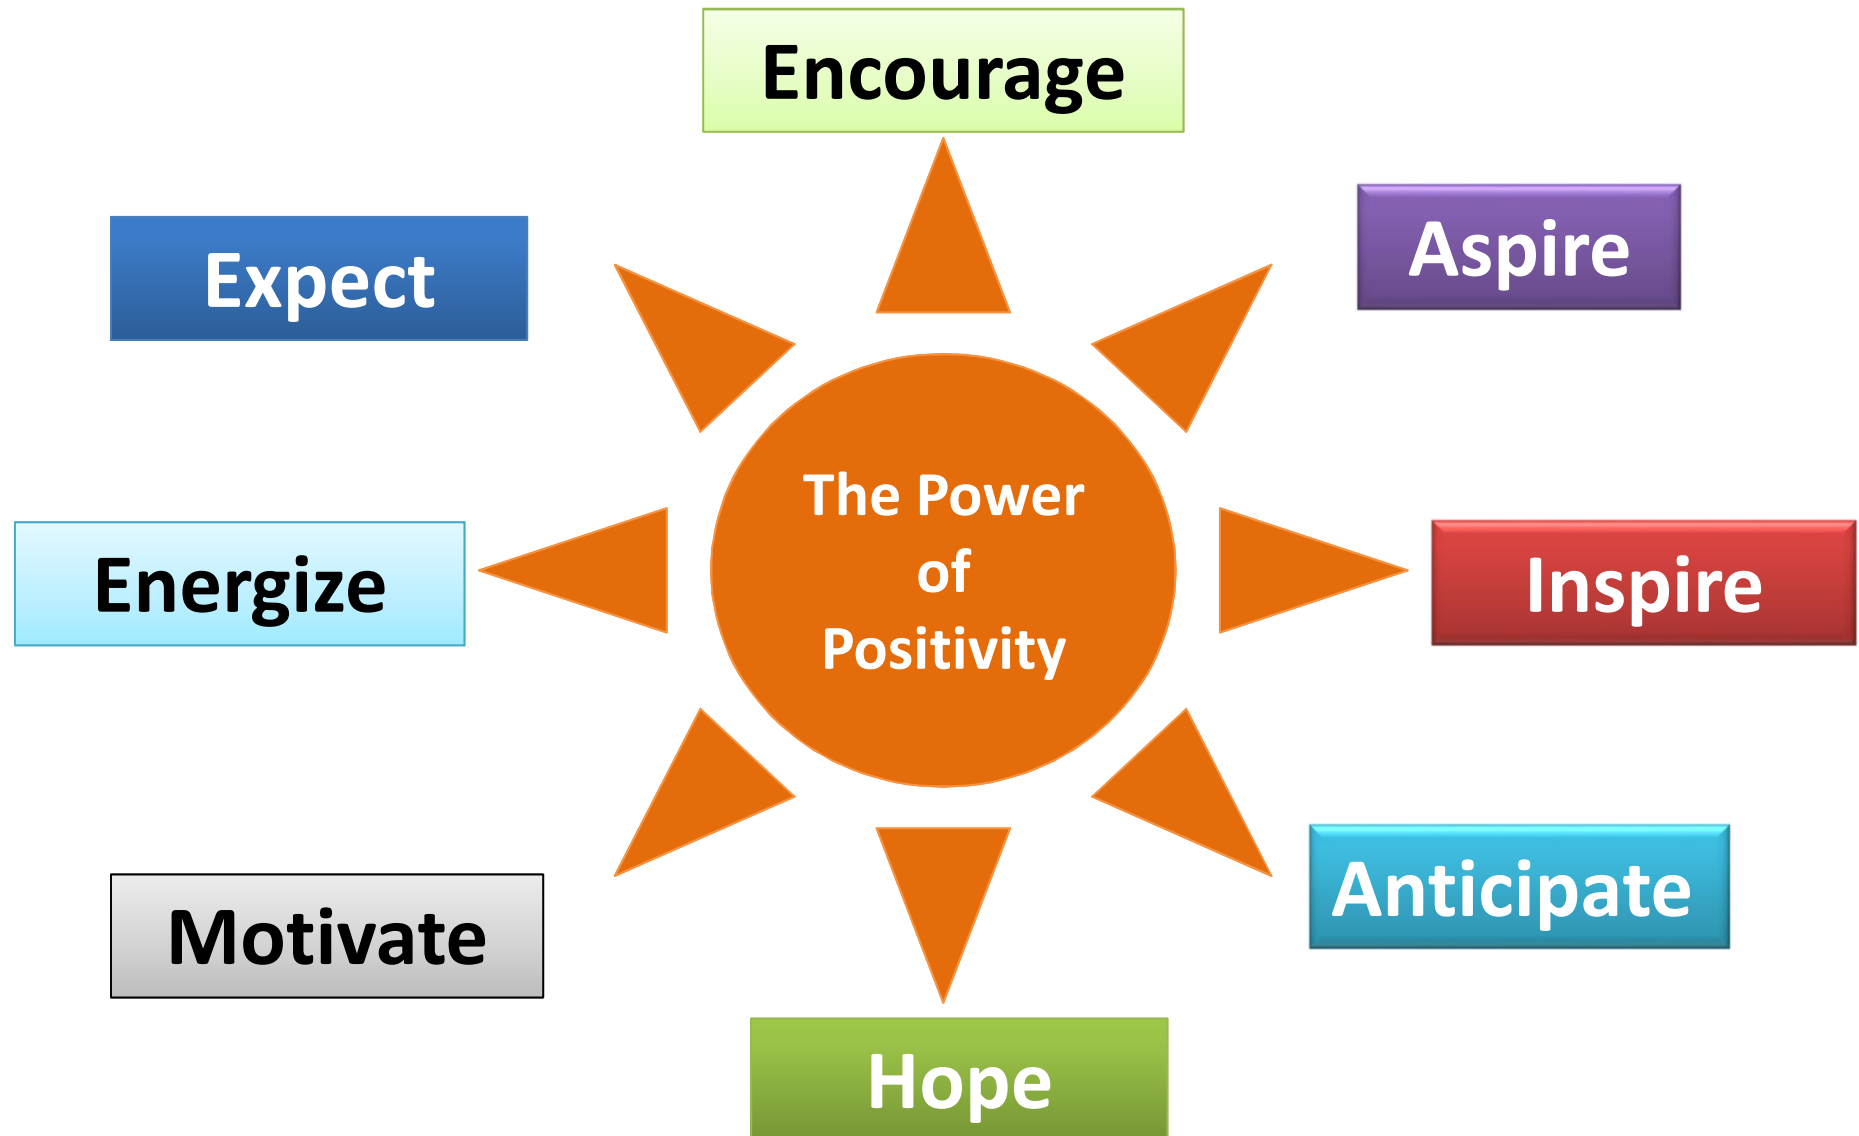 Encourage
Aspire
Expect
The Power
of
Positivity
Energize
Inspire
Anticipate
Motivate
Hope